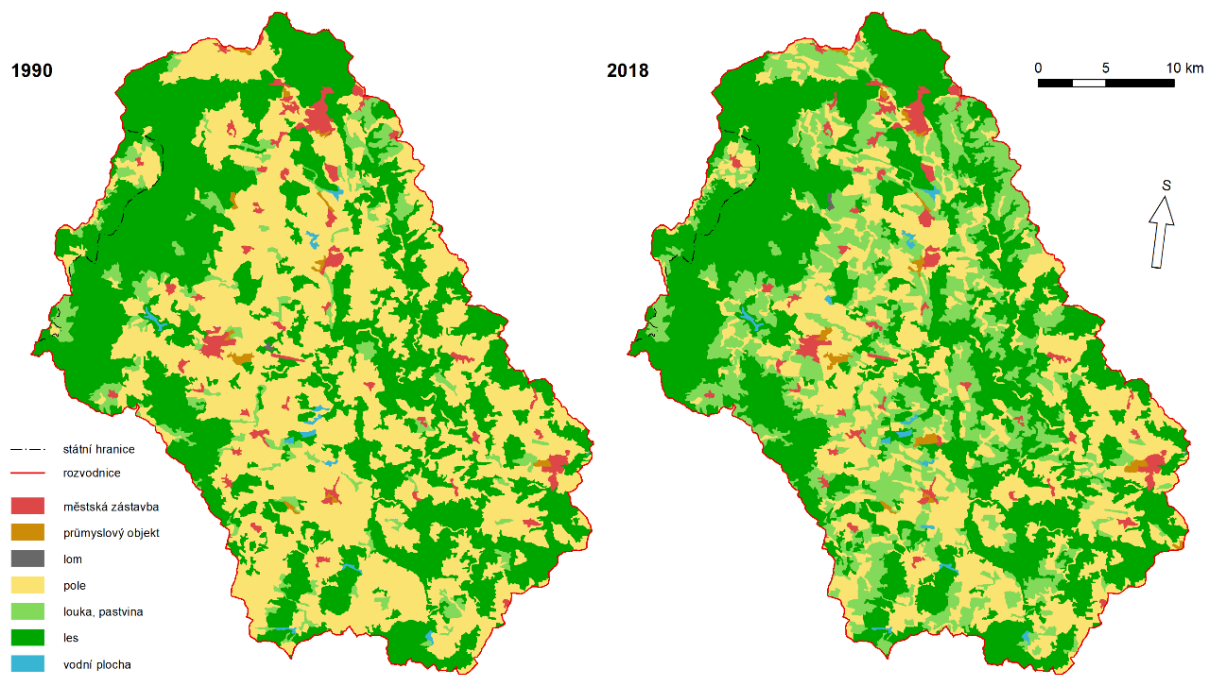 1990
2018
0 5 10 km
S
státní hranice
rozvodnice
městská zástavba
průmyslový objekt
lom
pole
louka, pastvina
les
vodní plocha